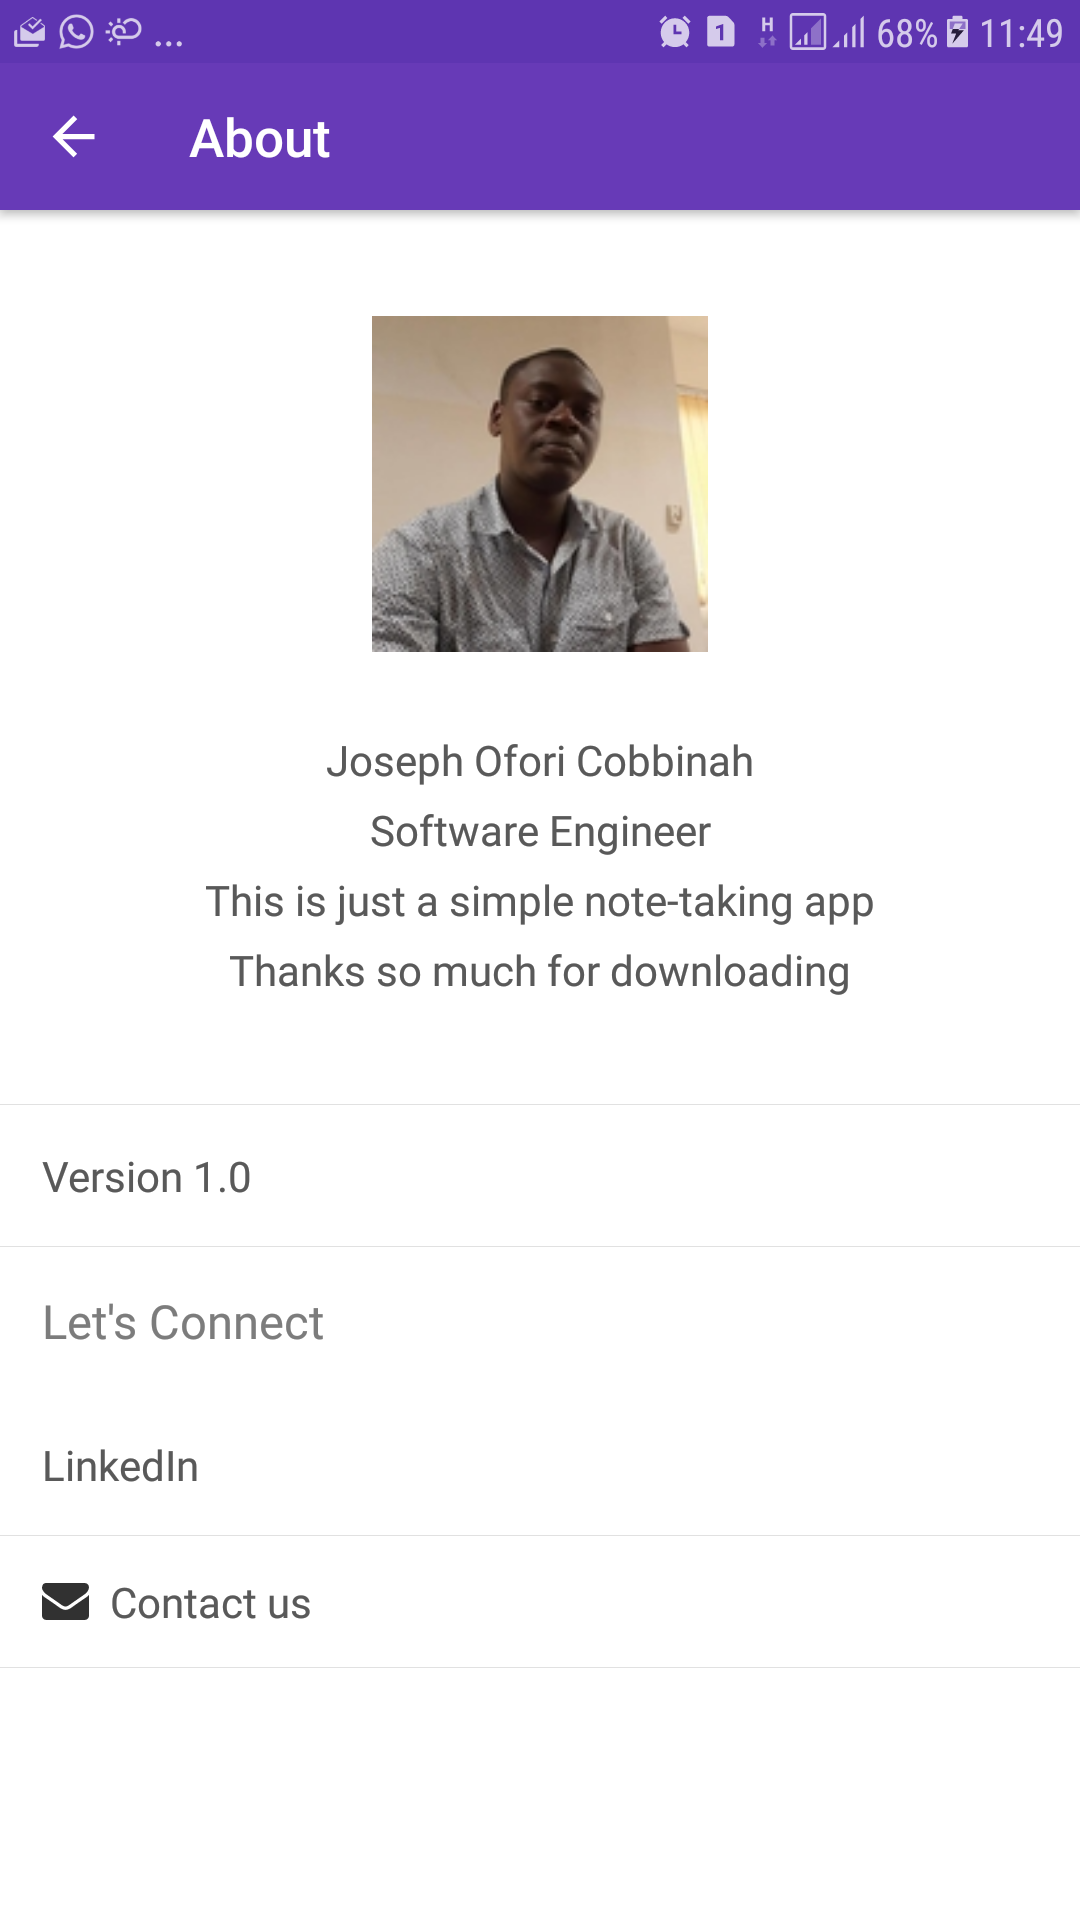 ... 1 H 68% 11:49
About
Joseph Ofori Cobbinah
Software Engineer
This is just a simple note-taking app
Thanks so much for downloading
Version 1.0
Let's Connect
LinkedIn
Contact us